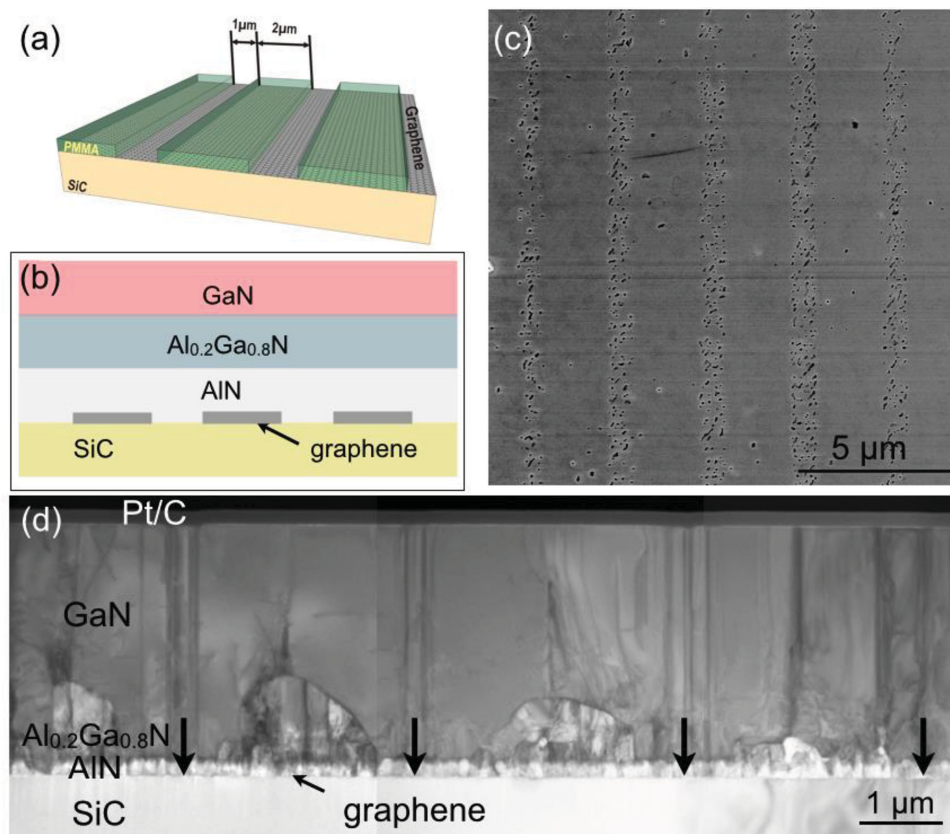 (a)
1µm
2µm
Graphene
PMMA
SiC
(b)
GaN
Al0.2Ga0.8N
AlN
SiC
graphene
(c)
5 µm
(d)
Pt/C
GaN
Al0.2Ga0.8N
AlN
SiC
graphene
1 µm